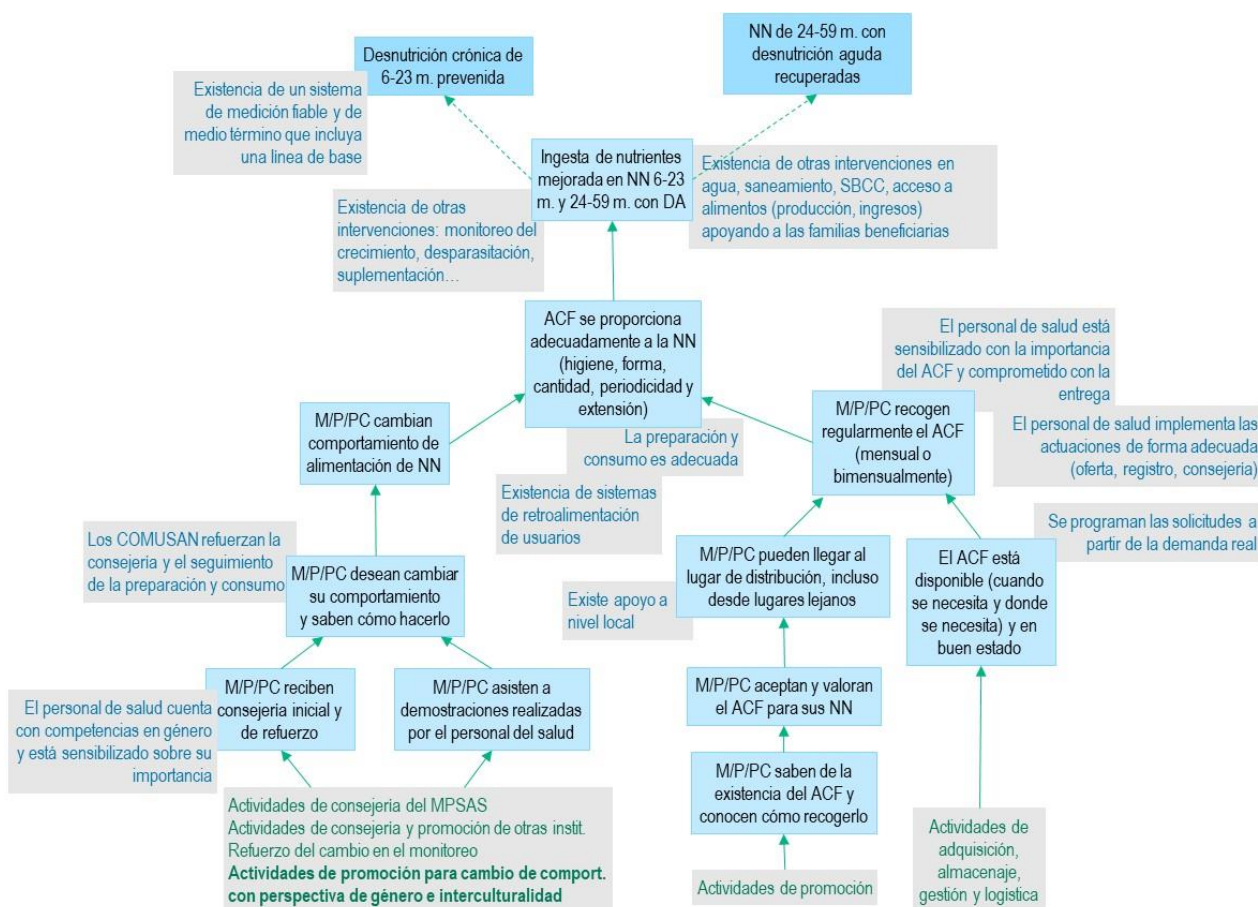 Desnutrición crónica de
6-23 m. prevenida
NN de 24-59 m. con
desnutrición aguda
recuperadas
Existencia de un sistema
de medición fiable y de
medio término que incluya
una línea de base
Ingesta de nutrientes
mejorada en NN 6-23
m. y 24-59 m. con DA
Existencia de otras intervenciones en
agua, saneamiento, SBCC, acceso a
alimentos (producción, ingresos)
apoyando a las familias beneficiarias
Existencia de otras
intervenciones: monitoreo del
crecimiento, desparasitación,
suplementación…
ACF se proporciona
adecuadamente a la NN
(higiene, forma,
cantidad, periodicidad y
extensión)
El personal de salud está
sensibilizado con la importancia
del ACF y comprometido con la
entrega
M/P/PC cambian
comportamiento de
alimentación de NN
M/P/PC recogen
regularmente el ACF
(mensual o
bimensualmente)
El personal de salud implementa las
actuaciones de forma adecuada
(oferta, registro, consejería)
La preparación y
consumo es adecuada
Existencia de sistemas
de retroalimentación
de usuarios
Los COMUSAN refuerzan la
consejería y el seguimiento
de la preparación y consumo
M/P/PC desean cambiar
su comportamiento
y saben cómo hacerlo
M/P/PC pueden llegar al
lugar de distribución, incluso
desde lugares lejanos
Se programan las solicitudes a
partir de la demanda real
El ACF está
disponible (cuando
se necesita y donde
se necesita) y en
buen estado
Existe apoyo a
nivel local
El personal de salud cuenta
con competencias en género
y está sensibilizado sobre su
importancia
M/P/PC reciben
consejería inicial y
de refuerzo
M/P/PC asisten a
demostraciones realizadas
por el personal del salud
M/P/PC aceptan y valoran
el ACF para sus NN
M/P/PC saben de la
existencia del ACF y
conocen cómo recogerlo
Actividades de consejería del MPSAS
Actividades de consejería y promoción de otras instit.
Refuerzo del cambio en el monitoreo
Actividades de promoción para cambio de comport.
con perspectiva de género e interculturalidad
Actividades de promoción
Actividades de
adquisición,
almacenaje,
gestión y logística